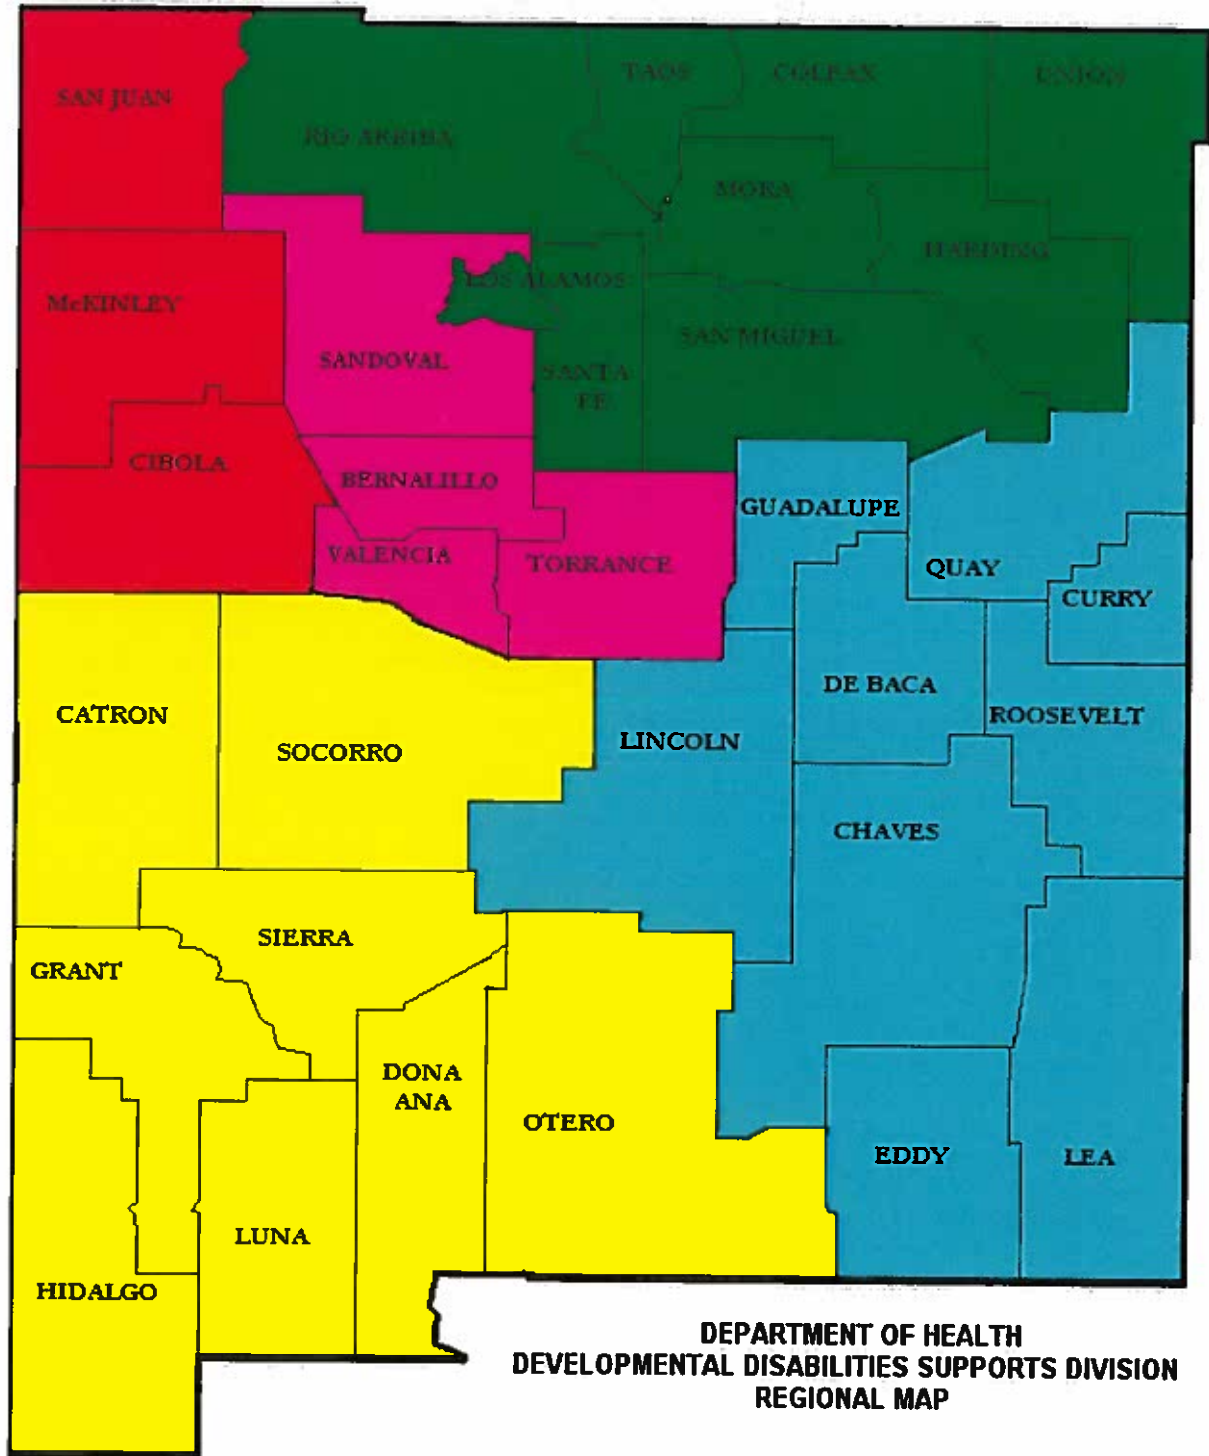 TAOS
COLFAX
UNION
SAN JUAN
RIO ARRIBA
MORA
HARDING
LOS ALAMOS
McKINLEY
SAN MIGUEL
SANDOVAL
SANTA
FE
CIBOLA
BERNALILLO
GUADALUPE
VALENCIA
TORRANCE
QUAY
CURRY
DE BACA
CATRON
ROOSEVELT
LINCOLN
SOCORRO
CHAVES
SIERRA
GRANT
DONA
ANA
OTERO
EDDY
LEA
LUNA
HIDALGO
DEPARTMENT OF HEALTH
DEVELOPMENTAL DISABILITIES SUPPORTS DIVISION
REGIONAL MAP